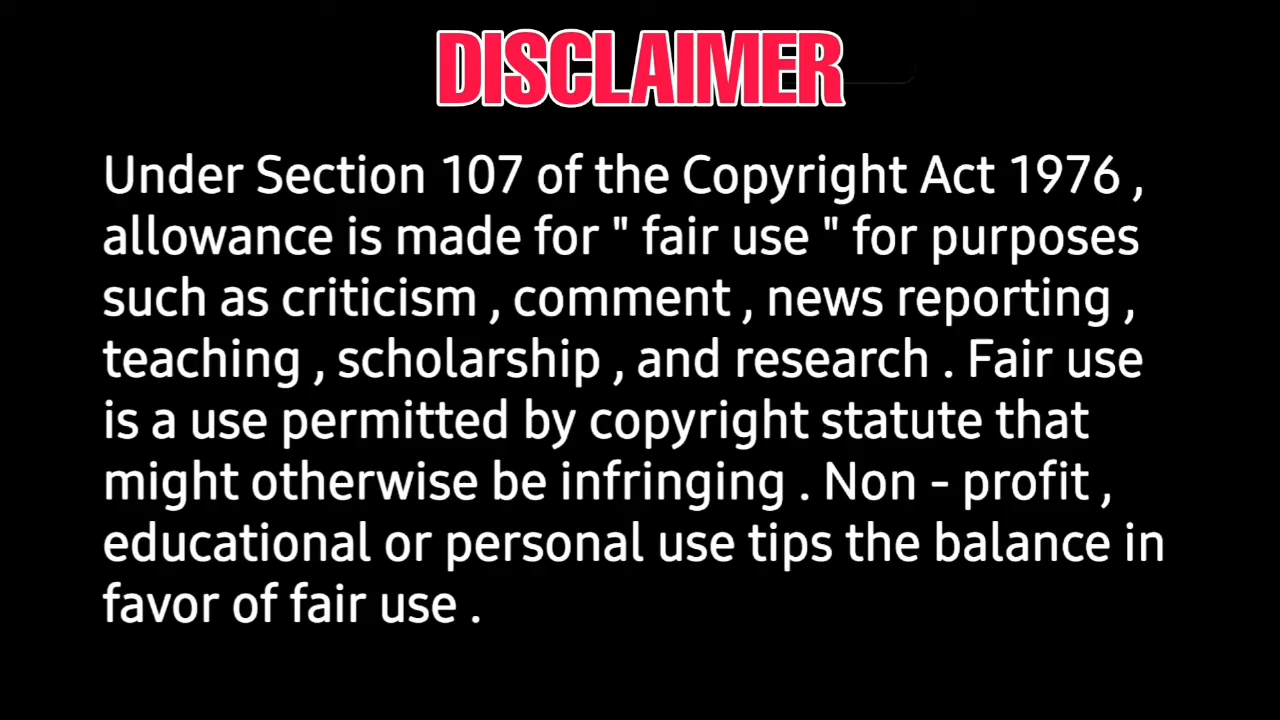 DISCLAIMER
Under Section 107 of the Copyright Act 1976 ,
allowance is made for " fair use " for purposes
such as criticism , comment , news reporting ,
teaching , scholarship , and research . Fair use
is a use permitted by copyright statute that
might otherwise be infringing . Non - profit ,
educational or personal use tips the balance in
favor of fair use .